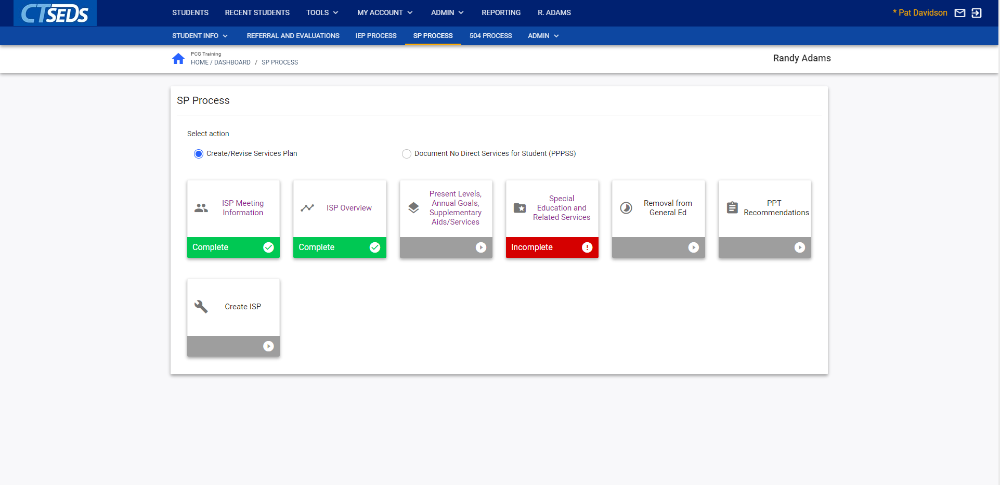 CTSEDS
STUDENTS RECENT STUDENTS TOOLS MY ACCOUNT ADMIN REPORTING R. ADAMS
* Pat Davidson
STUDENT INFO REFERRAL AND EVALUATIONS IEP PROCESS SP PROCESS 504 PROCESS ADMIN
PCG Training
HOME / DASHBOARD / SP PROCESS
Randy Adams
SP Process
Select action
Create/Revise Services Plan
Document No Direct Services for Student (PPPSS)
ISP Meeting
Information
Complete
ISP Overview
Complete
Present Levels,
Annual Goals,
Supplementary
Aids/Services
Special
Education and
Related Services
Incomplete
Removal from
General Ed
PPT
Recommendations
Create ISP